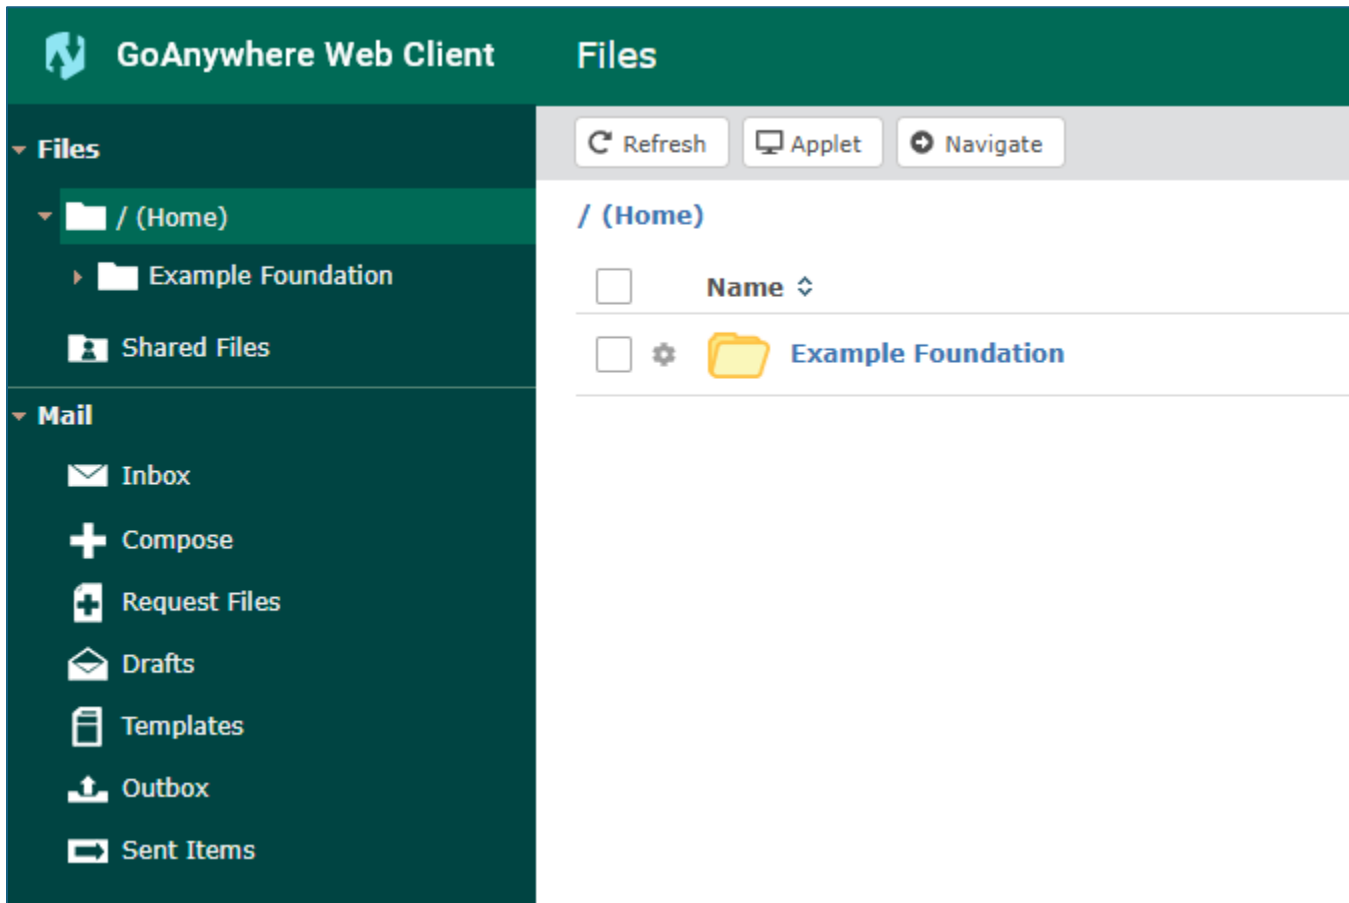 GoAnywhere Web Client
Files
Files
/ (Home)
Example Foundation
Shared Files
Mail
Inbox
Compose
Request Files
Drafts
Templates
Outbox
Sent Items
Refresh Applet Navigate
/ (Home)
Name
Example Foundation